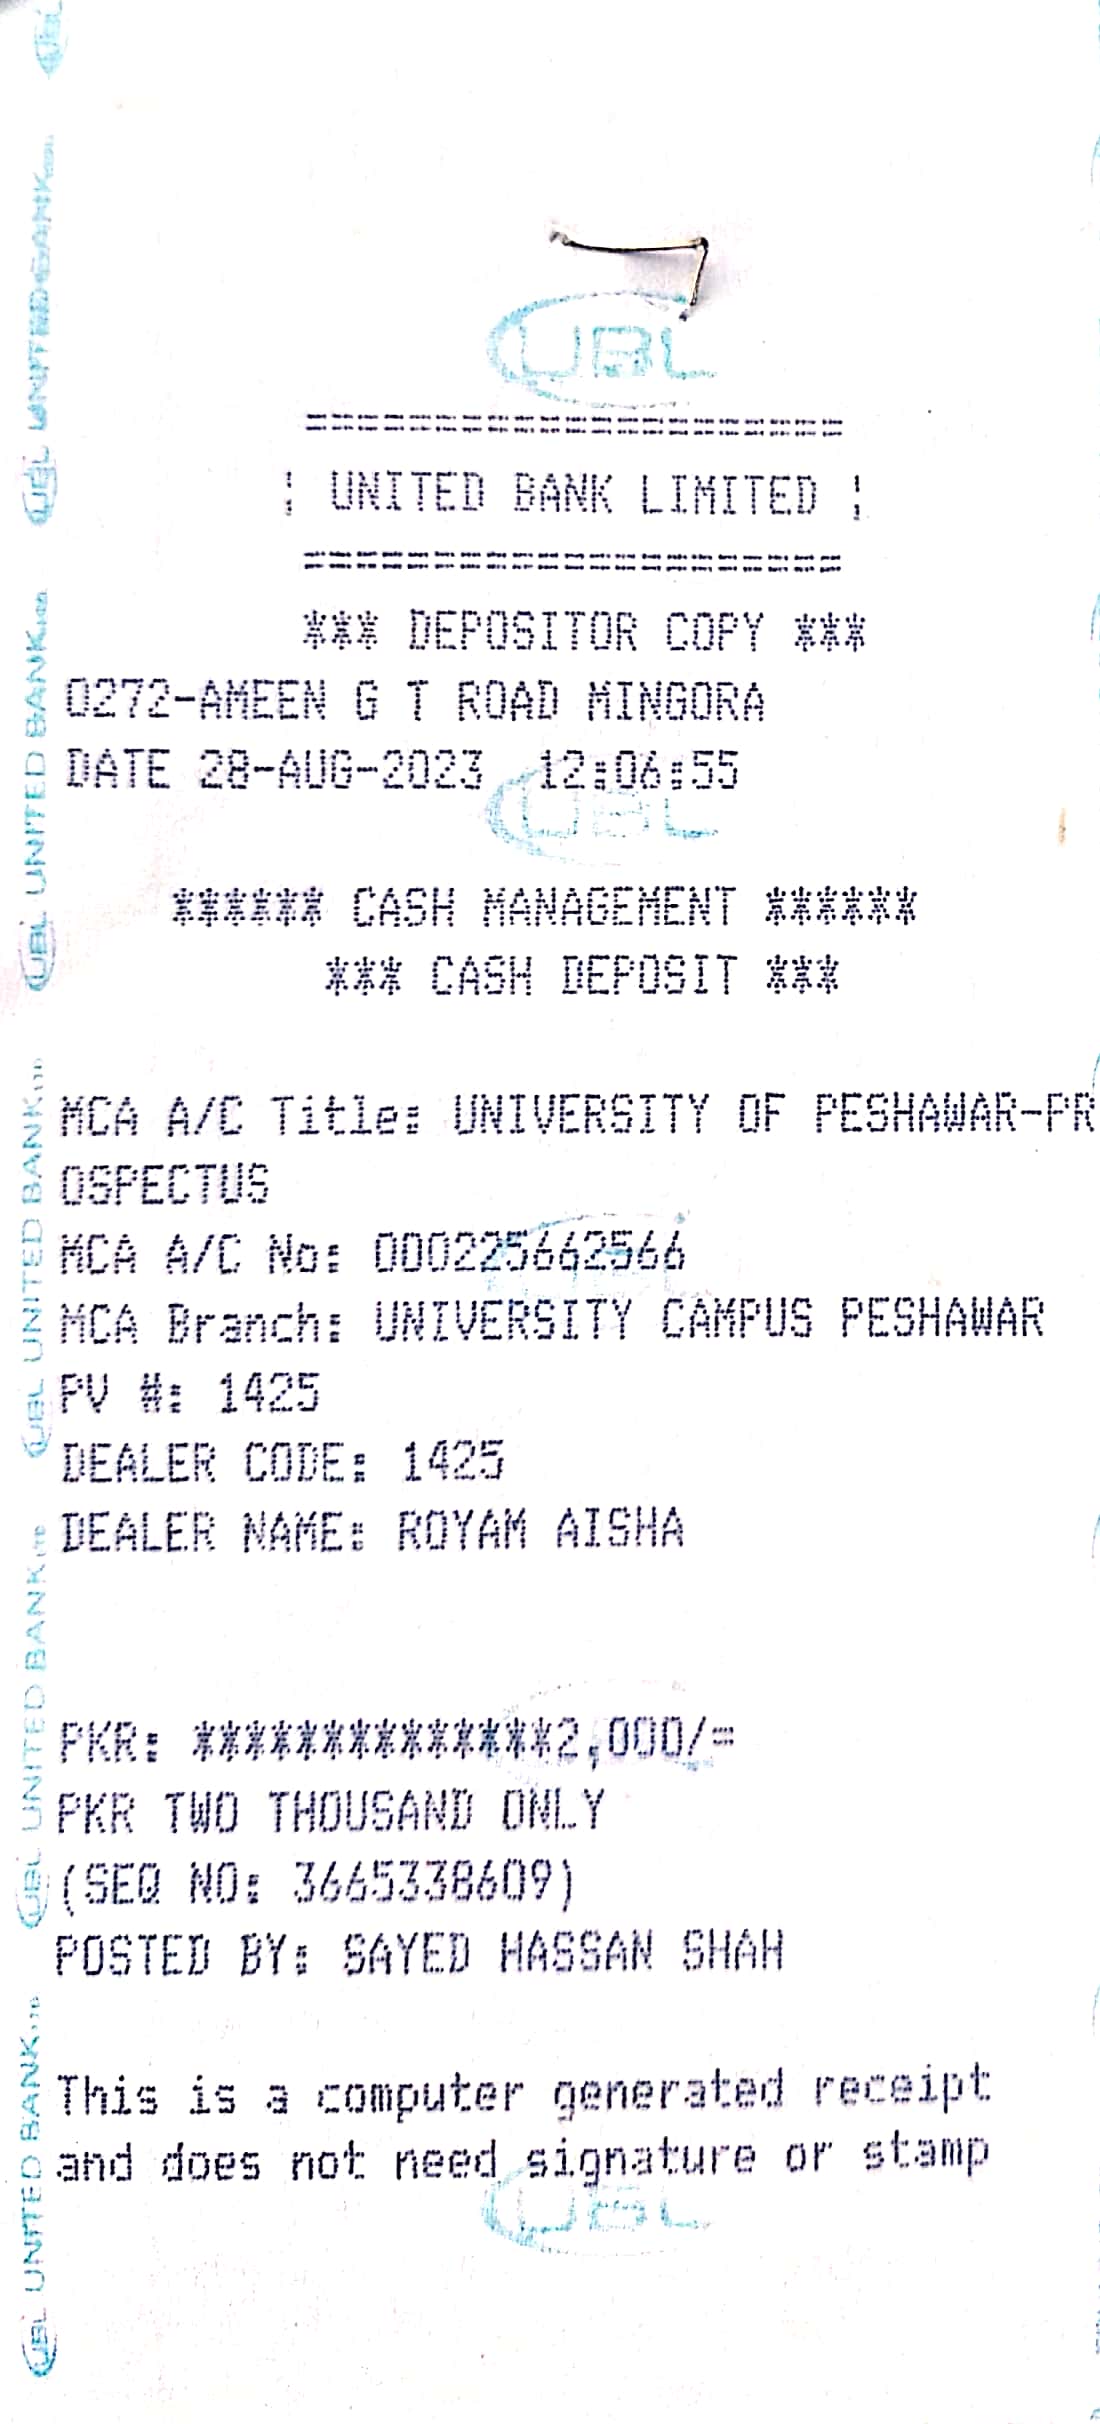 UBL
======================
¦ UNITED BANK LIMITED ¦
======================
*** DEPOSITOR COPY ***
0272-AMEEN G T ROAD MINGORA
DATE 28-AUG-2023  12:06:55
UBL
****** CASH MANAGEMENT ******
*** CASH DEPOSIT ***
MCA A/C Title: UNIVERSITY OF PESHAWAR-PR
OSPECTUS
MCA A/C No: 000225662566
MCA Branch: UNIVERSITY CAMPUS PESHAWAR
PV #: 1425
DEALER CODE: 1425
DEALER NAME: ROYAM AISHA
PKR: **************2,000/=
PKR TWO THOUSAND ONLY
(SEQ NO: 3665338609)
POSTED BY: SAYED HASSAN SHAH
This is a computer generated receipt
and does not need signature or stamp
UBL
UBL UNITED BANK LTD
UBL UNITED BANK LTD
UBL UNITED BANK LTD
UBL UNITED BANK LTD
UBL UNITED BANK LTD